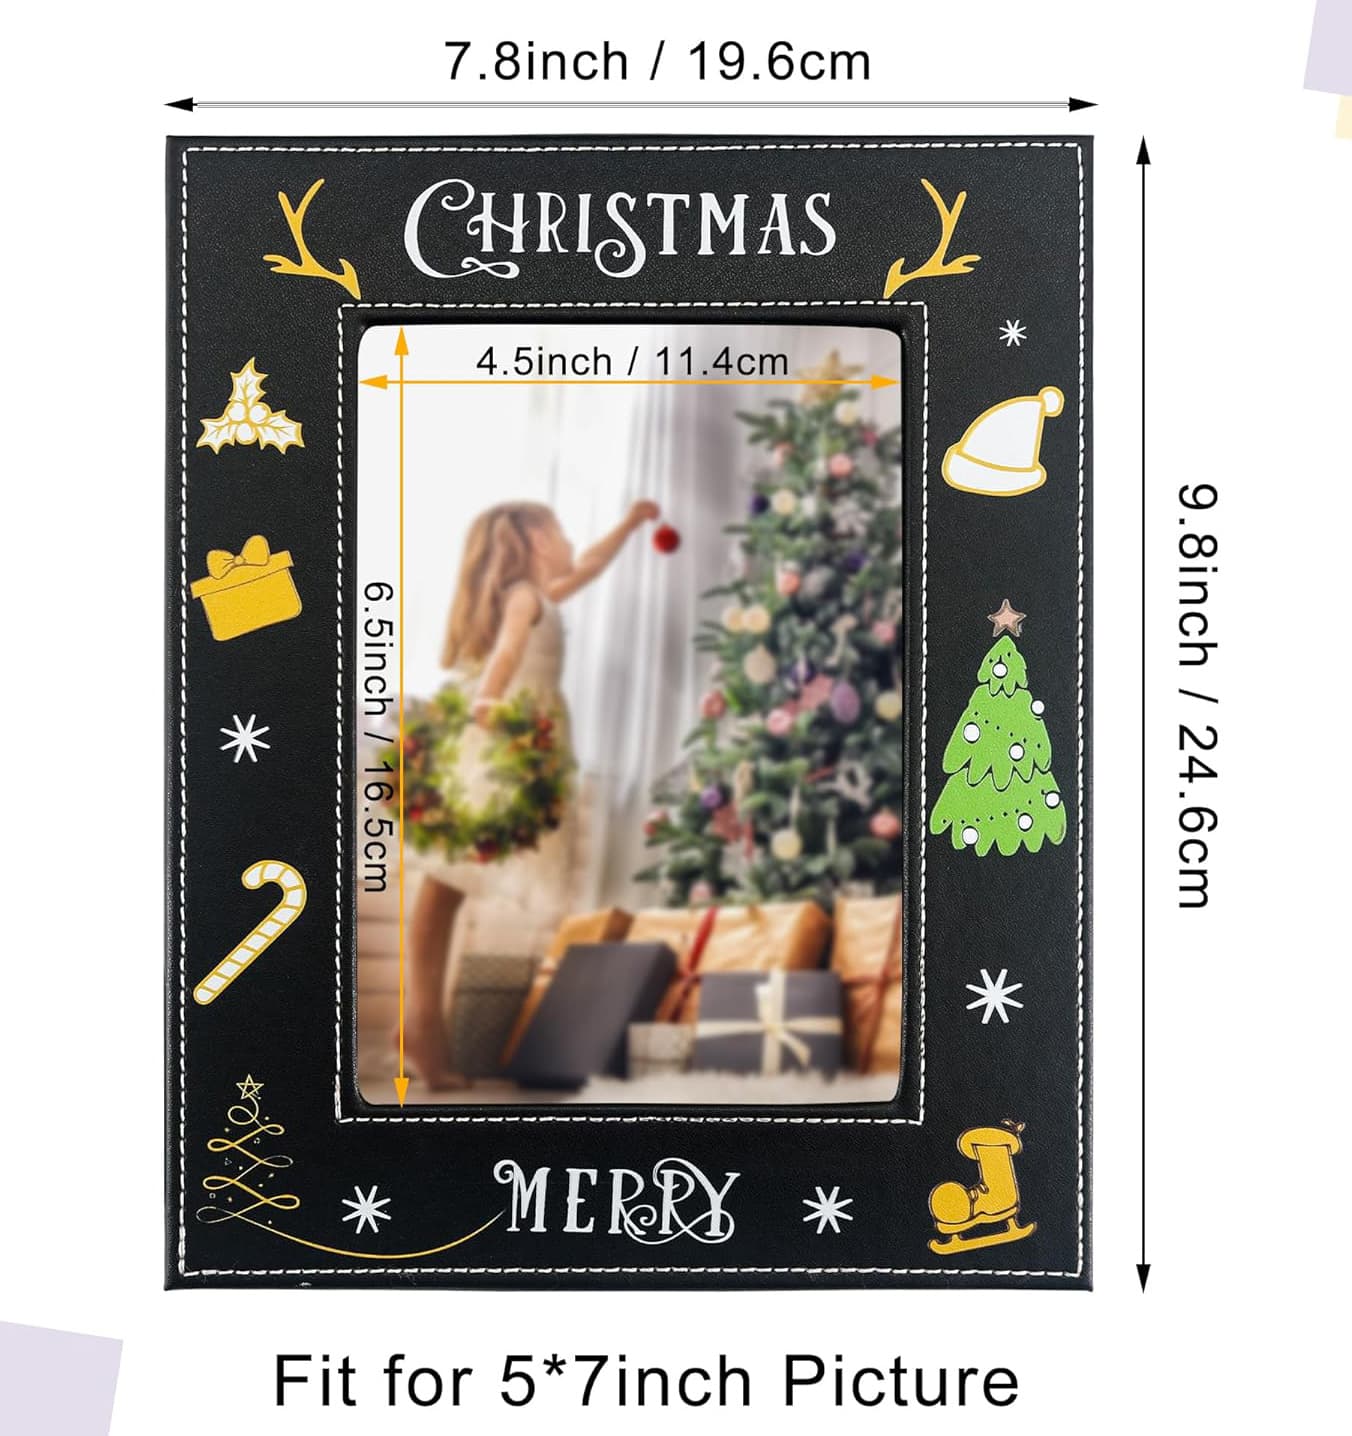 7.8inch / 19.6cm
CHRISTMAS
4.5inch / 11.4cm
6.5inch / 16.5cm
9.8inch / 24.6cm
MERRY
Fit for 5*7inch Picture